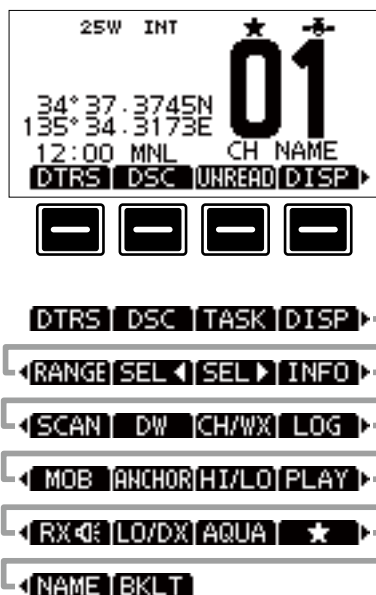 25W INT ★
01
34°37.3745N
135°34.3173E
12:00 MNL CH NAME
DTRS DSC UNREAD DISP
DTRS DSC TASK DISP
RANGE SEL◀ SEL▶ INFO
SCAN DW CH/WX LOG
MOB ANCHOR HI/LO PLAY
RX LO/DX AQUA ★
NAME BKLT